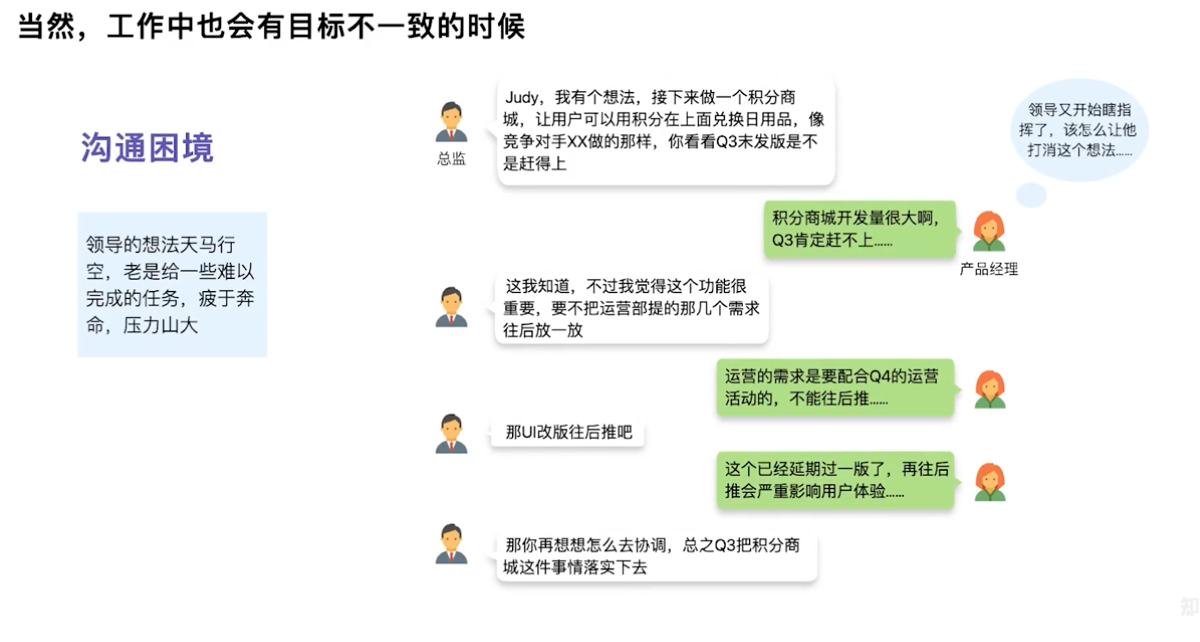 当然，工作中也会有目标不一致的时候
沟通困境
领导的想法天马行
空，老是给一些难以
完成的任务，疲于奔
命，压力山大
总监
Judy，我有个想法，接下来做一个积分商
城，让用户可以用积分在上面兑换日用品，像
竞争对手XX做的那样，你看看Q3末发版是不
是赶得上
领导又开始瞎指
挥了，该怎么让他
打消这个想法……
积分商城开发量很大啊，
Q3肯定赶不上……
产品经理
这我知道，不过我觉得这个功能很
重要，要不把运营部提的那几个需求
往后放一放
运营的需求是要配合Q4的运营
活动的，不能往后推……
那UI改版往后推吧
这个已经延期过一版了，再往后
推会严重影响用户体验……
那你再想想怎么去协调，总之Q3把积分商
城这件事情落实下去
知